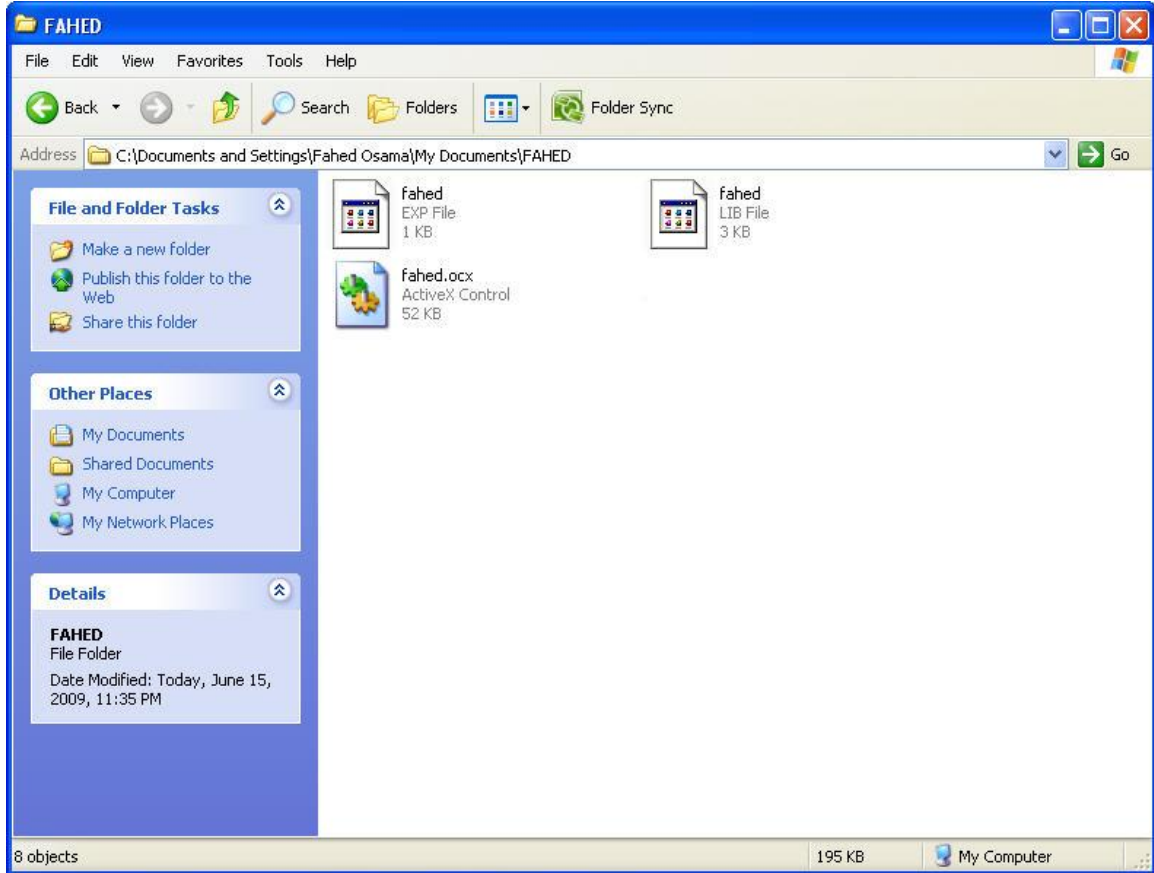 FAHED
File Edit View Favorites Tools Help
Back Search Folders Folder Sync
Address C:\Documents and Settings\Fahed Osama\My Documents\FAHED Go
File and Folder Tasks
Make a new folder
Publish this folder to the
Web
Share this folder
Other Places
My Documents
Shared Documents
My Computer
My Network Places
Details
FAHED
File Folder
Date Modified: Today, June 15,
2009, 11:35 PM
fahed
EXP File
1 KB
fahed
LIB File
3 KB
fahed.ocx
ActiveX Control
52 KB
8 objects 195 KB My Computer